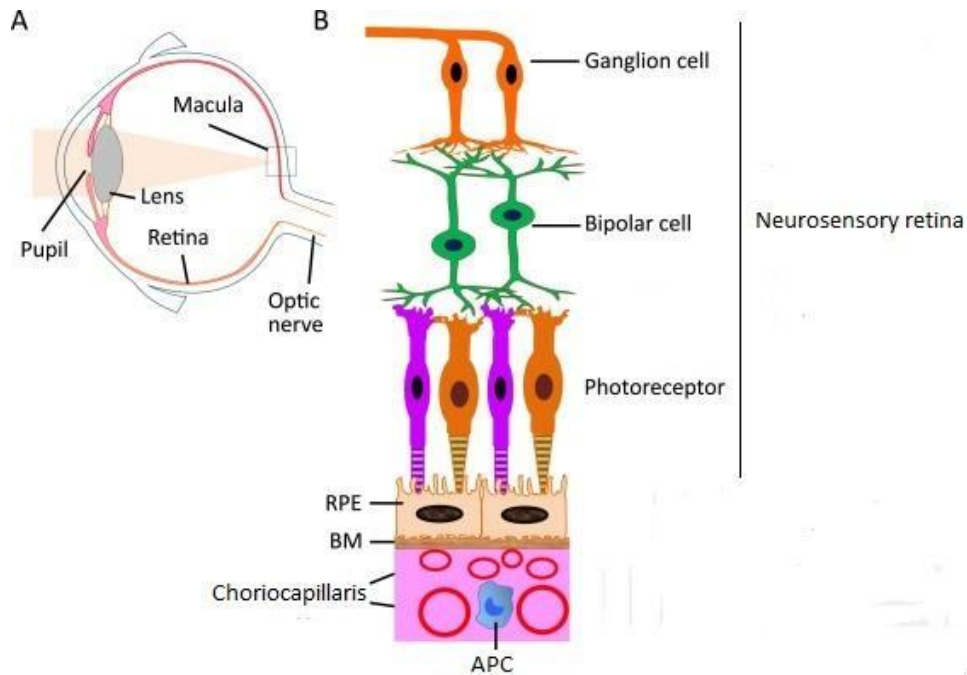 A
B
Ganglion cell
Macula
Lens
Bipolar cell
Neurosensory retina
Pupil
Retina
Optic
nerve
Photoreceptor
RPE
BM
Choriocapillaris
APC